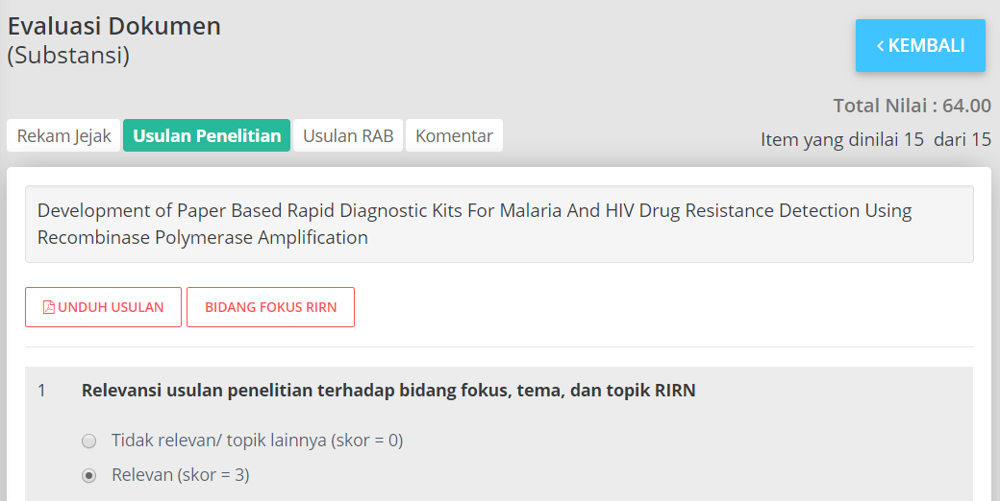 Evaluasi Dokumen
(Substansi)
< KEMBALI
Total Nilai : 64.00
Rekam Jejak
Usulan Penelitian
Usulan RAB
Komentar
Item yang dinilai 15 dari 15
Development of Paper Based Rapid Diagnostic Kits For Malaria And HIV Drug Resistance Detection Using
Recombinase Polymerase Amplification
UNDUH USULAN
BIDANG FOKUS RIRN
1 Relevansi usulan penelitian terhadap bidang fokus, tema, dan topik RIRN
Tidak relevan/ topik lainnya (skor = 0)
Relevan (skor = 3)